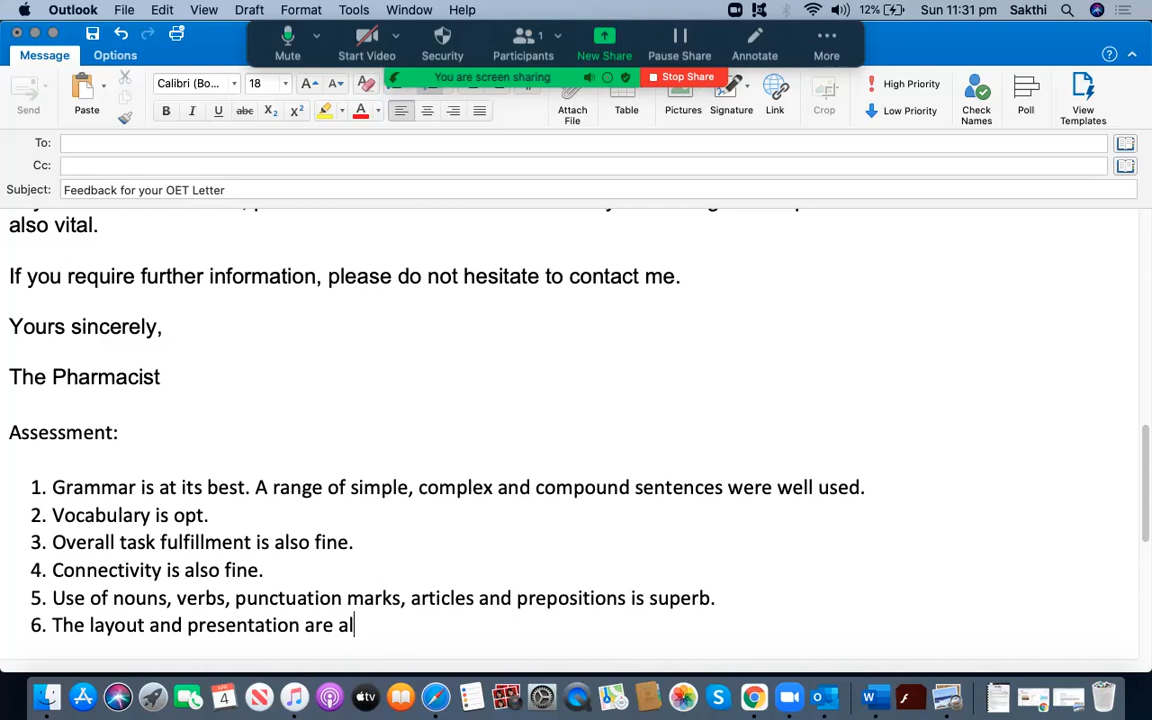 Outlook File Edit View Insert Draw Format Tools Window Help 12% Sun 11:31 pm Sakthi
Mute Start Video Security 1 Participants New Share Pause Share Annotate More
Message Options
You are screen sharing Stop Share
Send Paste Calibri (Bo... 18 A A
B I U abc X₂ X² A
Attach File Table Pictures Signature Link Crop High Priority Low Priority Check Names Poll View Templates
To:
Cc:
Subject: Feedback for your OET Letter
also vital.
If you require further information, please do not hesitate to contact me.
Yours sincerely,
The Pharmacist
Assessment:
1. Grammar is at its best. A range of simple, complex and compound sentences were well used.
2. Vocabulary is opt.
3. Overall task fulfillment is also fine.
4. Connectivity is also fine.
5. Use of nouns, verbs, punctuation marks, articles and prepositions is superb.
6. The layout and presentation are al